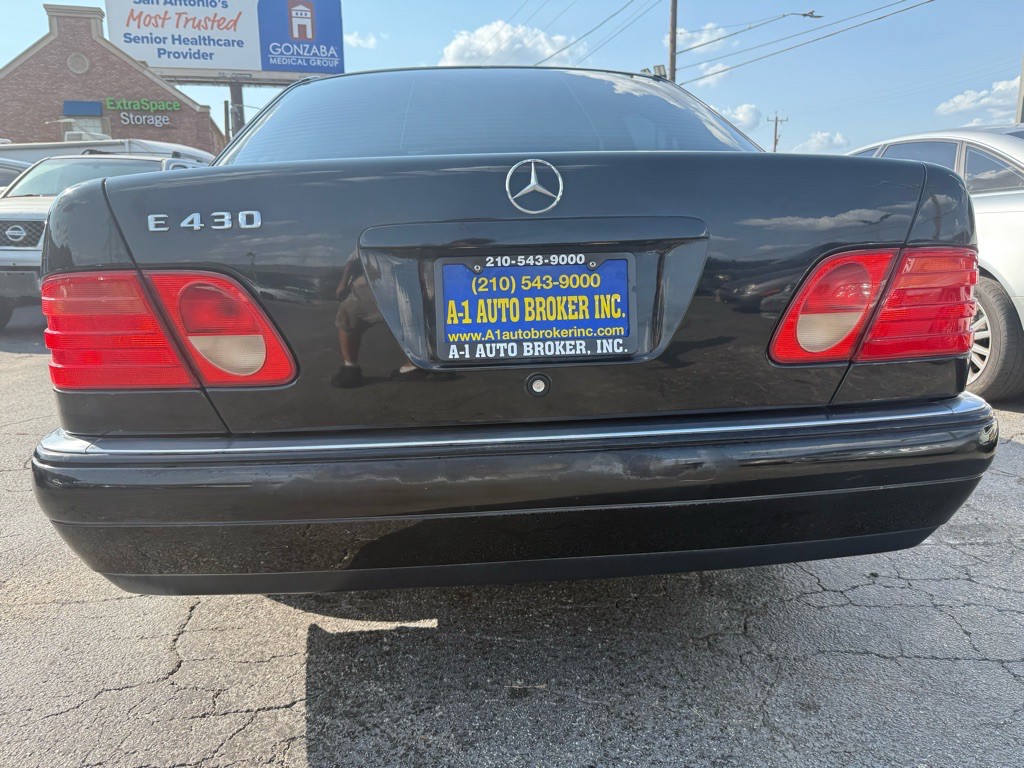 San Antonio's
Most Trusted
Senior Healthcare
Provider
GONZABA
MEDICAL GROUP
ExtraSpace
Storage
E 430
210-543-9000
(210) 543-9000
A-1 AUTO BROKER INC.
www.A1autobrokerinc.com
A-1 AUTO BROKER, INC.